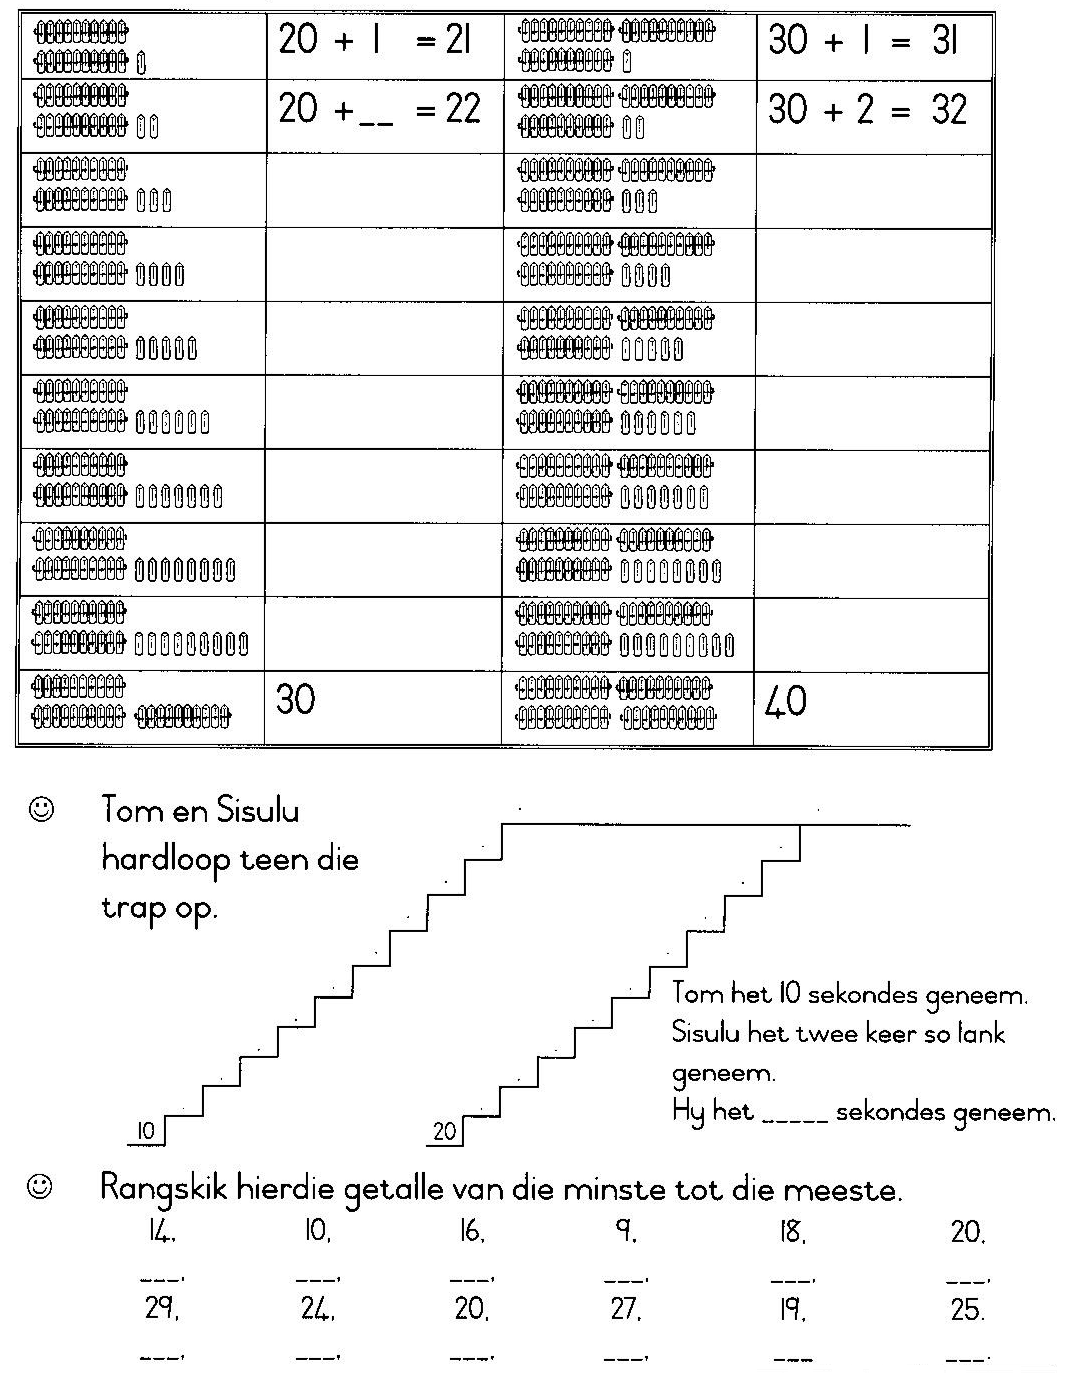 20 + 1 = 21
30 + 1 = 31
20 + __ = 22
30 + 2 = 32
30
40
Tom en Sisulu
hardloop teen die
trap op.
Tom het 10 sekondes geneem.
Sisulu het twee keer so lank
geneem.
Hy het _____ sekondes geneem.
10
20
Rangskik hierdie getalle van die minste tot die meeste.
14, 10, 16, 9, 18, 20,
___, ___, ___, ___, ___, ___,
29, 24, 20, 27, 19, 25.
___, ___, ___, ___, ___ ___.